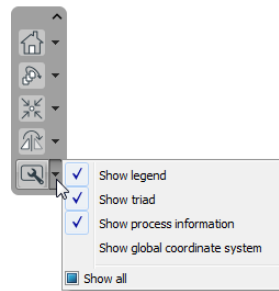 Show legend
Show triad
Show process information
Show global coordinate system
Show all